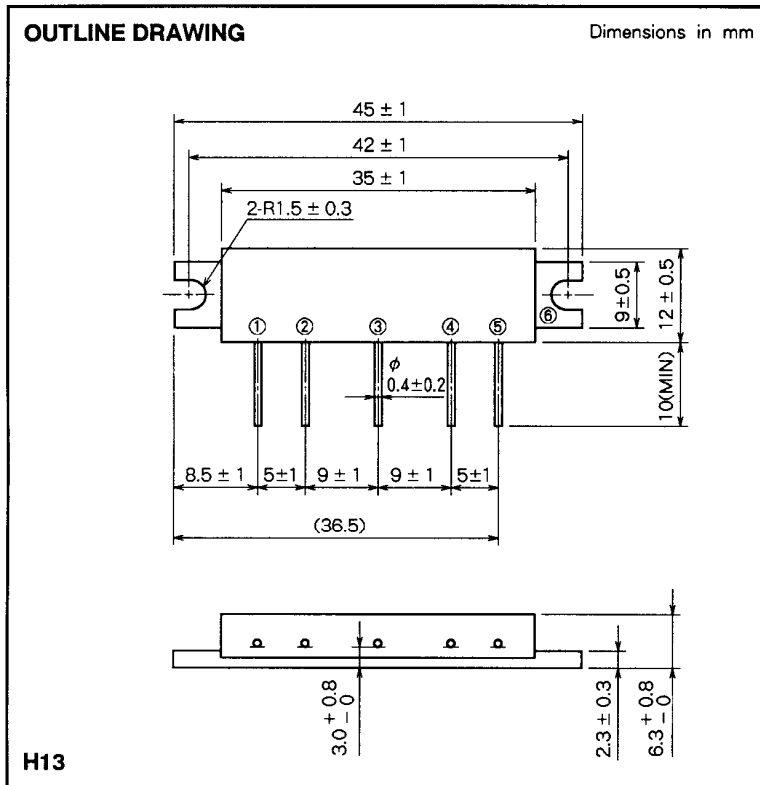 OUTLINE DRAWING
Dimensions in mm
45 ± 1
42 ± 1
35 ± 1
2-R1.5 ± 0.3
① ② ③ ④ ⑤ ⑥
9±0.5
12 ± 0.5
ϕ
0.4±0.2
10(MIN)
8.5 ± 1 5±1 9 ± 1 9 ± 1 5±1
(36.5)
3.0 + 0.8 − 0
2.3 ± 0.3
6.3 + 0.8 − 0
H13